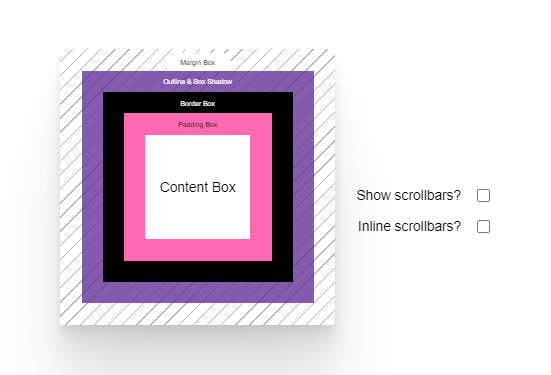 Margin Box
Outline & Box Shadow
Border Box
Padding Box
Content Box
Show scrollbars?
Inline scrollbars?